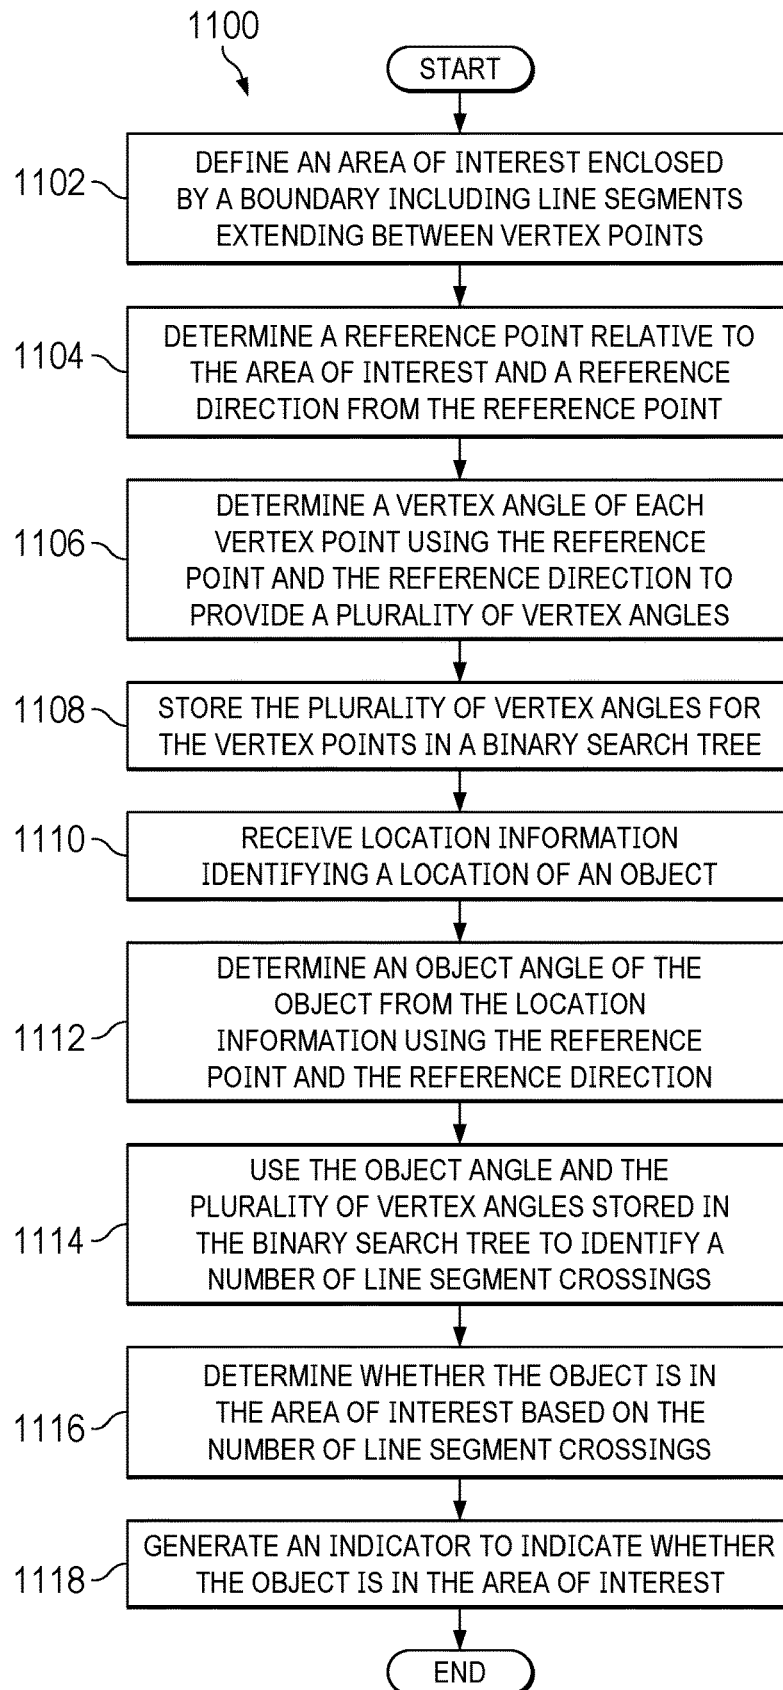 1100
START
1102
DEFINE AN AREA OF INTEREST ENCLOSED
BY A BOUNDARY INCLUDING LINE SEGMENTS
EXTENDING BETWEEN VERTEX POINTS
1104
DETERMINE A REFERENCE POINT RELATIVE TO
THE AREA OF INTEREST AND A REFERENCE
DIRECTION FROM THE REFERENCE POINT
1106
DETERMINE A VERTEX ANGLE OF EACH
VERTEX POINT USING THE REFERENCE
POINT AND THE REFERENCE DIRECTION TO
PROVIDE A PLURALITY OF VERTEX ANGLES
1108
STORE THE PLURALITY OF VERTEX ANGLES FOR
THE VERTEX POINTS IN A BINARY SEARCH TREE
1110
RECEIVE LOCATION INFORMATION
IDENTIFYING A LOCATION OF AN OBJECT
1112
DETERMINE AN OBJECT ANGLE OF THE
OBJECT FROM THE LOCATION
INFORMATION USING THE REFERENCE
POINT AND THE REFERENCE DIRECTION
1114
USE THE OBJECT ANGLE AND THE
PLURALITY OF VERTEX ANGLES STORED IN
THE BINARY SEARCH TREE TO IDENTIFY A
NUMBER OF LINE SEGMENT CROSSINGS
1116
DETERMINE WHETHER THE OBJECT IS IN
THE AREA OF INTEREST BASED ON THE
NUMBER OF LINE SEGMENT CROSSINGS
1118
GENERATE AN INDICATOR TO INDICATE WHETHER
THE OBJECT IS IN THE AREA OF INTEREST
END